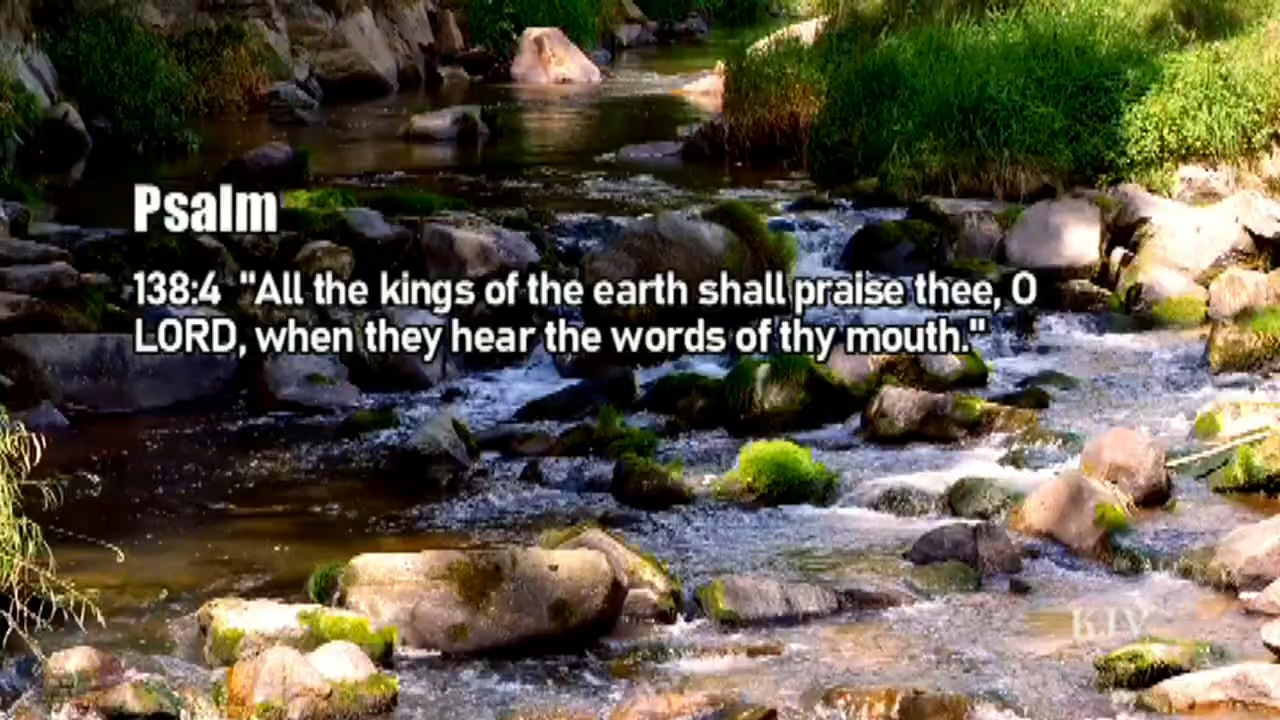 Psalm
138:4 "All the kings of the earth shall praise thee, O
LORD, when they hear the words of thy mouth."
KJV